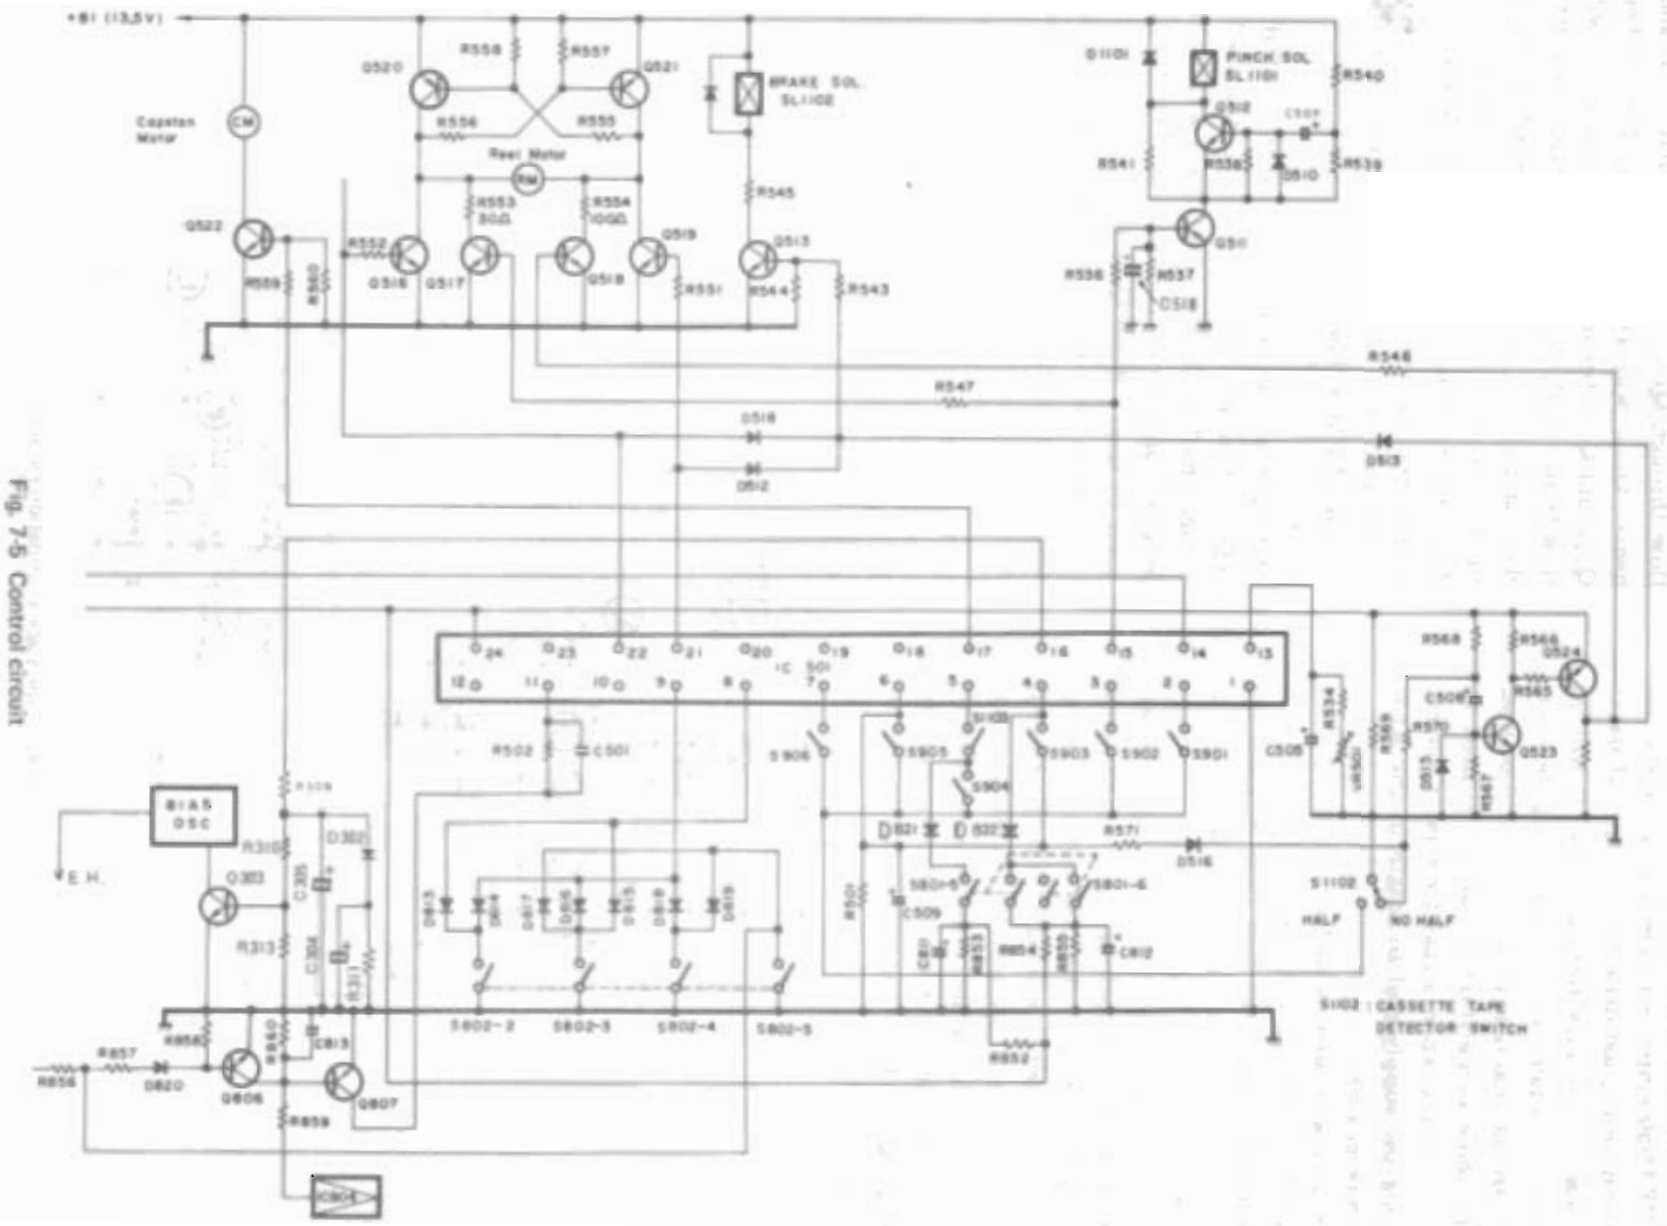 +B1 (13,5V)
Capstan
Motor
CM
Q520
R558
R557
Q521
R556
R555
Reel Motor
RM
BRAKE SOL.
SL1102
D1101
PINCH SOL
SL1101
R540
Q512
R541
R538
D510
R539
Q522
R559
R560
R552
Q516
Q517
R553
50Ω
R554
100Ω
Q518
Q519
R551
R545
Q513
R544
R543
Q511
R536
R537
C518
R546
R547
D518
D512
D513
Fig. 7-5 Control circuit
24 23 22 21 20 19 18 17 16 15 14 13
IC 501
12 11 10 9 8 7 6 5 4 3 2 1
R568
R566
Q524
C508
R565
R534
R569
R570
Q523
C505
VR501
D515
R567
R502
C501
S906
S905
S1103
S904
S903
S902
S901
D821
D822
R571
D516
BIAS
OSC
E.H.
R309
R310
D302
C305
Q303
R313
C304
R311
D813
D814
D817
D816
D815
D818
D819
R501
C509
S801-5
S801-6
C811
R853
R854
R855
C812
S1102
HALF
NO HALF
S802-2
S802-3
S802-4
S802-5
S1102 : CASSETTE TAPE
DETECTOR SWITCH
R858
R860
C813
R852
R857
R856
D820
Q806
Q807
R859